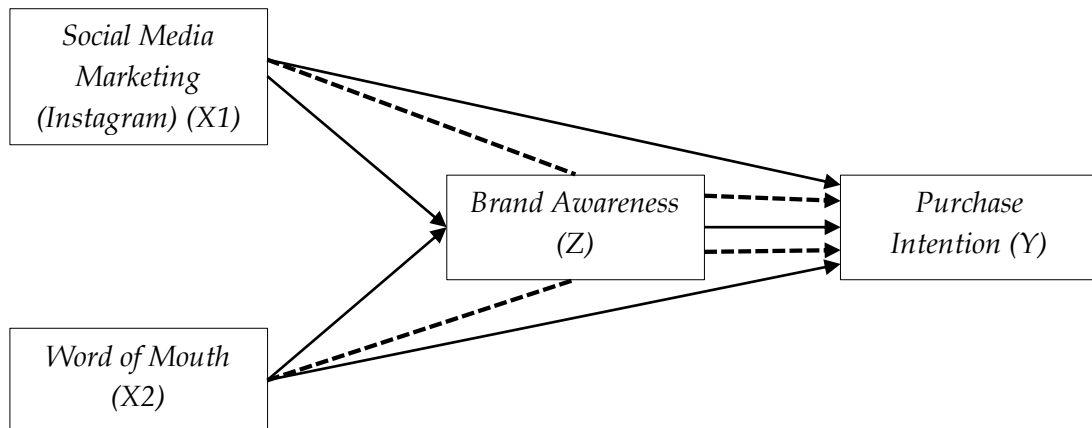 Social Media
Marketing
(Instagram) (X1)
Brand Awareness
(Z)
Purchase
Intention (Y)
Word of Mouth
(X2)